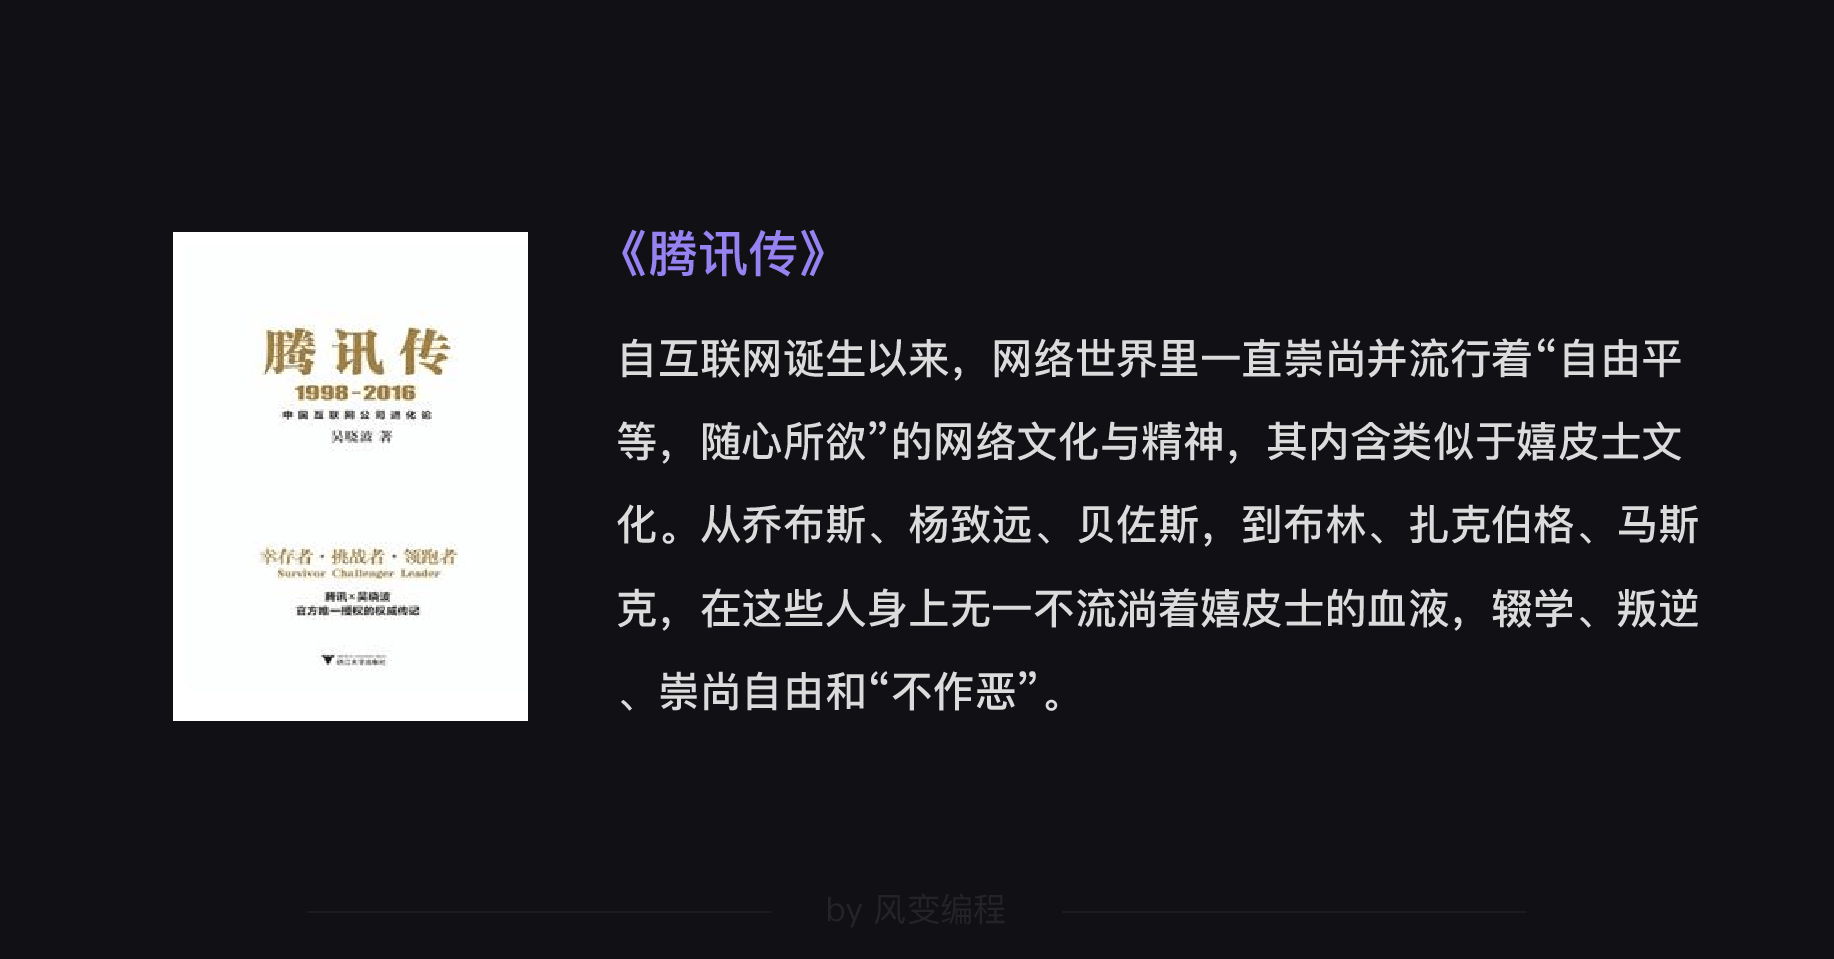 腾讯传
1998-2016
中国互联网公司进化论
吴晓波 著
幸存者·挑战者·领跑者
Survivor Challenger Leader
腾讯×吴晓波
官方唯一授权的权威传记
浙江大学出版社
《腾讯传》
自互联网诞生以来，网络世界里一直崇尚并流行着“自由平
等，随心所欲”的网络文化与精神，其内含类似于嬉皮士文
化。从乔布斯、杨致远、贝佐斯，到布林、扎克伯格、马斯
克，在这些人身上无一不流淌着嬉皮士的血液，辍学、叛逆
、崇尚自由和“不作恶”。
by 风变编程